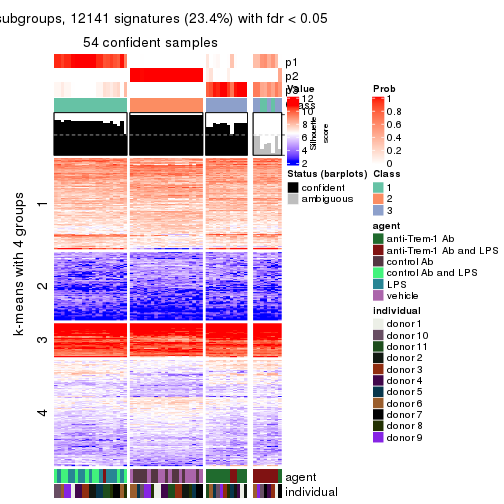 subgroups, 12141 signatures (23.4%) with fdr < 0.05
54 confident samples
p1
p2
p3
Class
Silhouette
score
k-means with 4 groups
1
2
3
4
agent
individual
Value
12
10
8
6
4
2
Prob
1
0.8
0.6
0.4
0.2
0
Status (barplots)
confident
ambiguous
Class
1
2
3
agent
anti-Trem-1 Ab
anti-Trem-1 Ab and LPS
control Ab
control Ab and LPS
LPS
vehicle
individual
donor 1
donor 10
donor 11
donor 2
donor 3
donor 4
donor 5
donor 6
donor 7
donor 8
donor 9